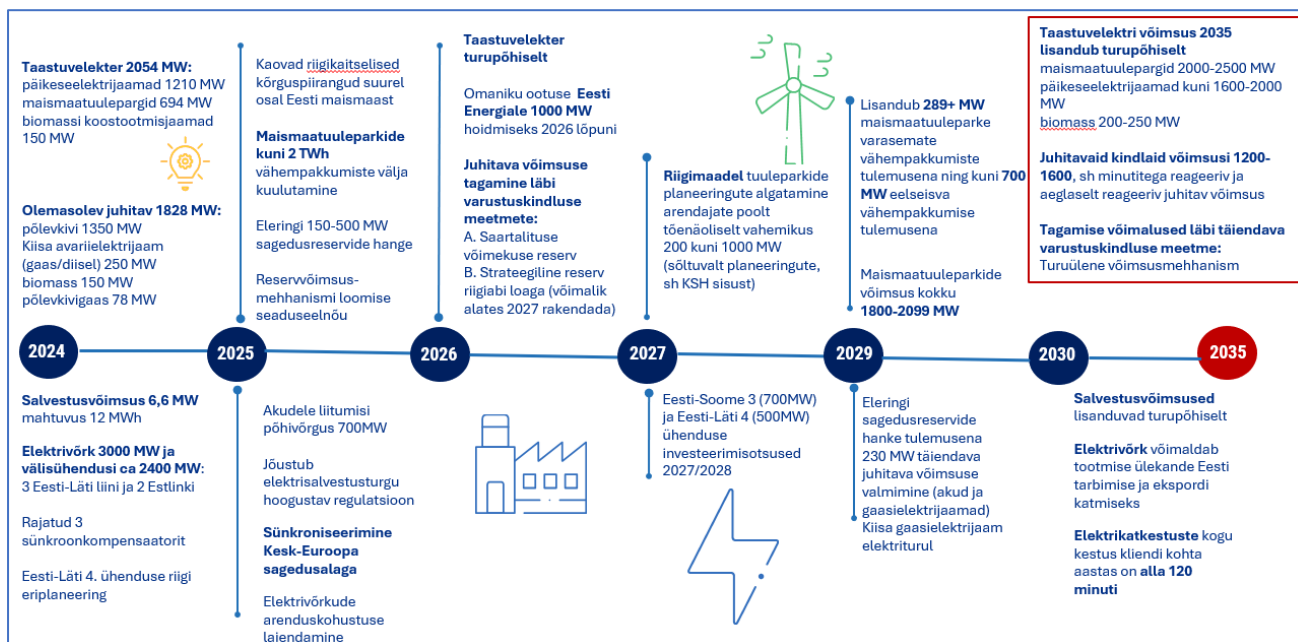 Taastuvelekter 2054 MW:
päikeseelektrijaamad 1210 MW
maismaatuulepargid 694 MW
biomassi koostootmisjaamad
150 MW
Olemasolev juhitav 1828 MW:
põlevkivi 1350 MW
Kiisa avariielektrijaam
(gaas/diisel) 250 MW
biomass 150 MW
põlevkivigaas 78 MW
Kaovad riigikaitselised
kõrguspiirangud suurel
osal Eesti maismaast
Maismaatuuleparkide
kuni 2 TWh
vähempakkumiste välja
kuulutamine
Eleringi 150-500 MW
sagedusreservide hange
Reservvõimsus-
mehhanismi loomise
seaduseelnõu
Taastuvelekter
turupõhiselt
Omaniku ootuse Eesti
Energiale 1000 MW
hoidmiseks 2026 lõpuni
Juhitava võimsuse
tagamine läbi
varustuskindluse
meetmete:
A. Saartalituse
võimekuse reserv
B. Strateegiline reserv
riigiabi loaga (võimalik
alates 2027 rakendada)
Riigimaadel tuuleparkide
planeeringute algatamine
arendajate poolt
tõenäoliselt vahemikus
200 kuni 1000 MW
(sõltuvalt planeeringute,
sh KSH sisust)
Lisandub 289+ MW
maismaatuuleparke
varasemate
vähempakkumiste
tulemusena ning kuni 700
MW eelseisva
vähempakkumise
tulemusena
Maismaatuuleparkide
võimsus kokku
1800-2099 MW
Taastuvelektri võimsus 2035
lisandub turupõhiselt
maismaatuulepargid 2000-2500 MW
päikeseelektrijaamad kuni 1600-2000
MW
biomass 200-250 MW
Juhitavaid kindlaid võimsusi 1200-
1600, sh minutitega reageeriv ja
aeglaselt reageeriv juhitav võimsus
Tagamise võimalused läbi täiendava
varustuskindluse meetme:
Turuülene võimsusmehhanism
2024
2025
2026
2027
2029
2030
2035
Salvestusvõimsus 6,6 MW
mahtuvus 12 MWh
Elektrivõrk 3000 MW ja
välisühendusi ca 2400 MW:
3 Eesti-Läti liini ja 2 Estlinki
Rajatud 3
sünkroonkompensaatorit
Eesti-Läti 4. ühenduse riigi
eriplaneering
Akudele liitumisi
põhivõrgus 700MW
Jõustub
elektrisalvestusturgu
hoogustav regulatsioon
Sünkroniseerimine
Kesk-Euroopa
sagedusalaga
Elektrivõrkude
arenduskohustuse
laiendamine
Eesti-Soome 3 (700MW)
ja Eesti-Läti 4 (500MW)
ühenduse
investeerimisotsused
2027/2028
Eleringi
sagedusreservide
hanke tulemusena
230 MW täiendava
juhitava võimsuse
valmimine (akud ja
gaasielektrijaamad)
Kiisa gaasielektrijaam
elektriturul
Salvestusvõimsused
lisanduvad turupõhiselt
Elektrivõrk võimaldab
tootmise ülekande Eesti
tarbimise ja ekspordi
katmiseks
Elektrikatkestuste kogu
kestus kliendi kohta
aastas on alla 120
minuti